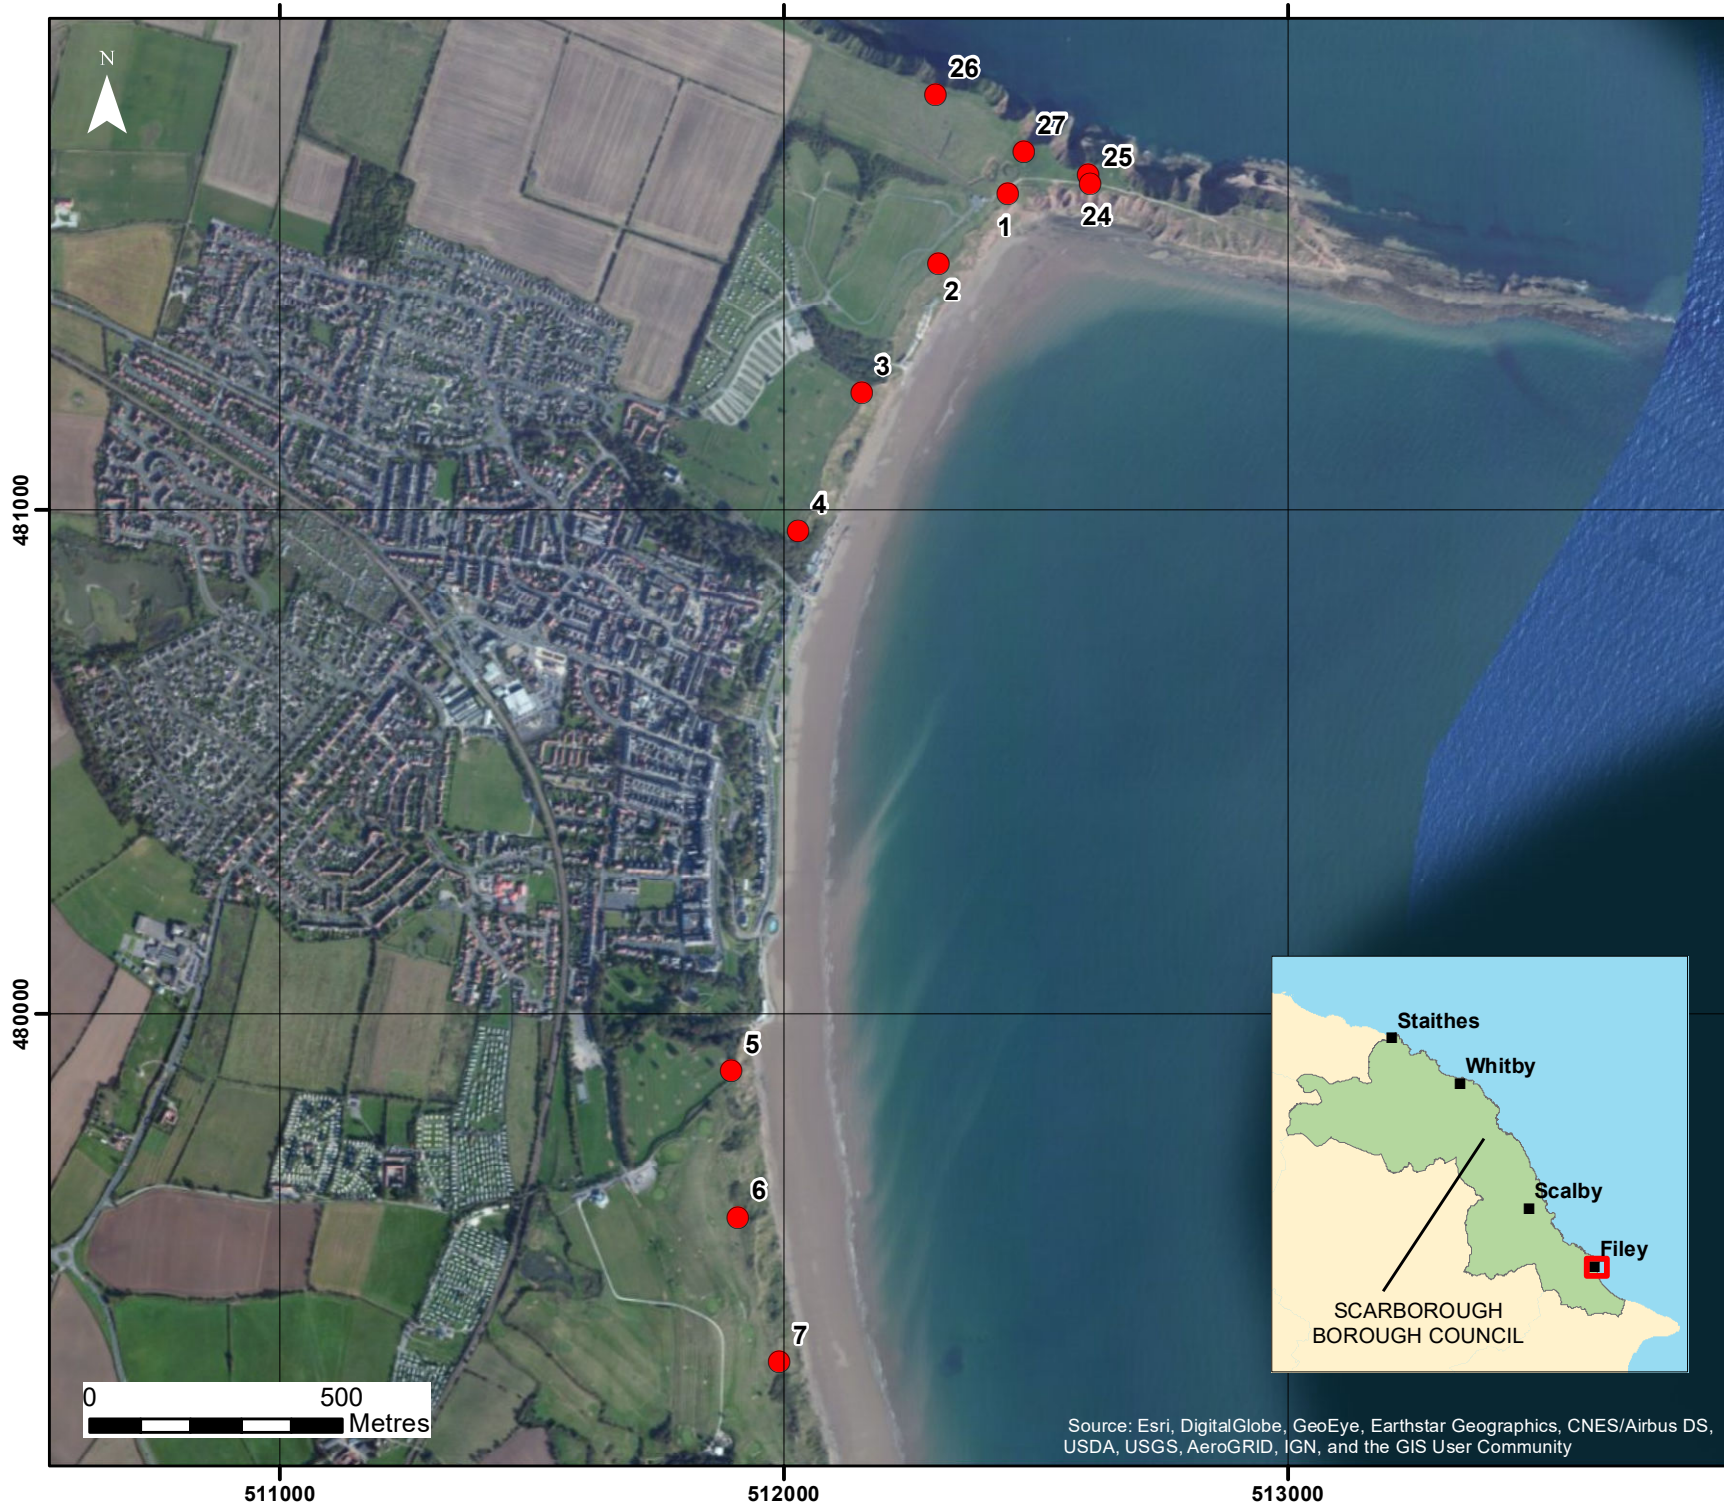 N
26
27
25
1
24
2
3
481000
4
480000
5
6
7
Staithes
Whitby
Scalby
Filey
SCARBOROUGH
BOROUGH COUNCIL
0 500
Metres
Source: Esri, DigitalGlobe, GeoEye, Earthstar Geographics, CNES/Airbus DS,
USDA, USGS, AeroGRID, IGN, and the GIS User Community
511000 512000 513000